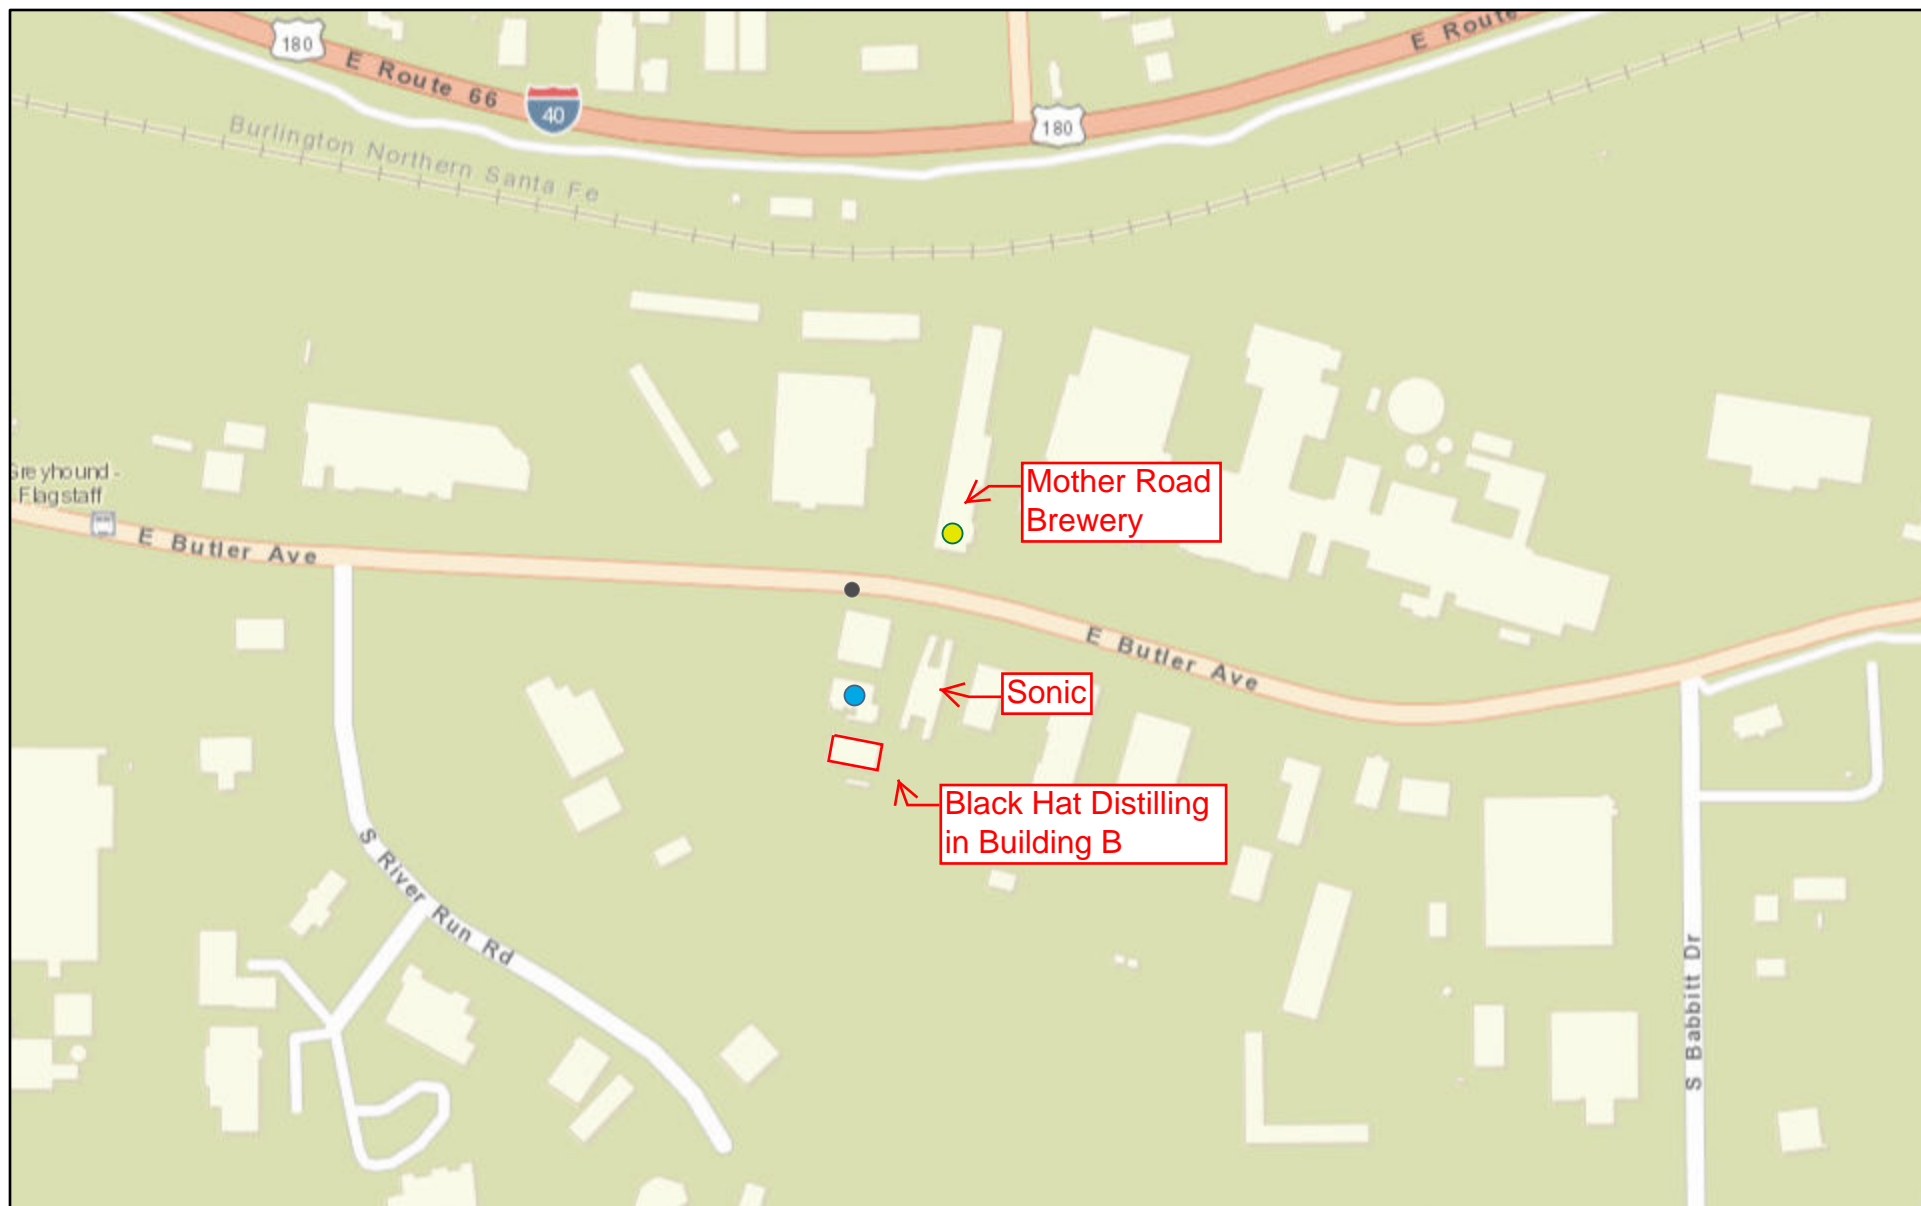 180
E Route 66
40
180
E Route
Burlington Northern Santa Fe
Greyhound -
Flagstaff
E Butler Ave
Mother Road
Brewery
E Butler Ave
Sonic
Black Hat Distilling
in Building B
S River Run Rd
S Babbitt Dr